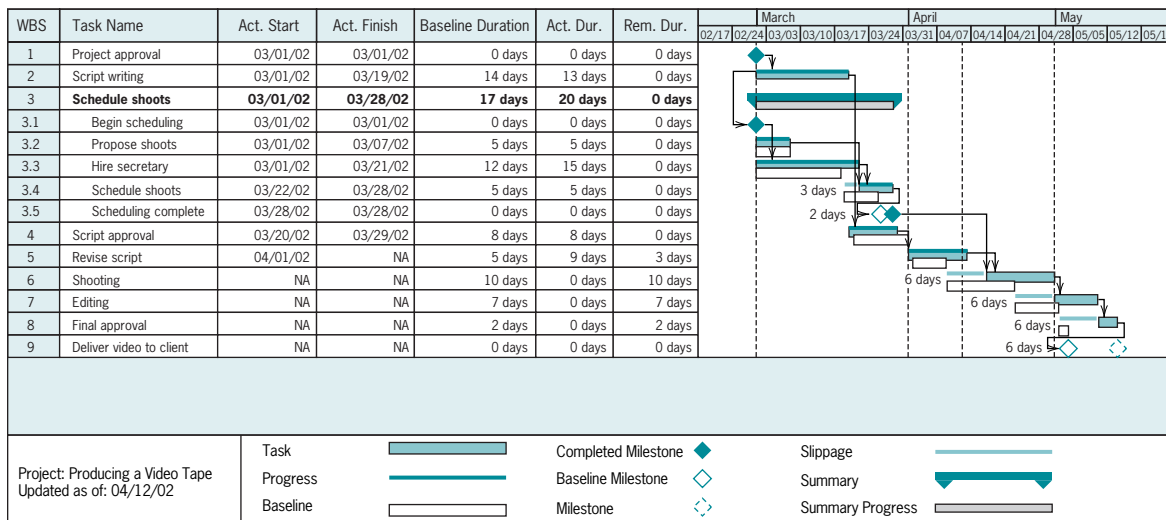 WBS Task Name Act. Start Act. Finish Baseline Duration Act. Dur. Rem. Dur. March April May
02/17 02/24 03/03 03/10 03/17 03/24 03/31 04/07 04/14 04/21 04/28 05/05 05/12 05/1
1 Project approval 03/01/02 03/01/02 0 days 0 days 0 days
2 Script writing 03/01/02 03/19/02 14 days 13 days 0 days
3 Schedule shoots 03/01/02 03/28/02 17 days 20 days 0 days
3.1 Begin scheduling 03/01/02 03/01/02 0 days 0 days 0 days
3.2 Propose shoots 03/01/02 03/07/02 5 days 5 days 0 days
3.3 Hire secretary 03/01/02 03/21/02 12 days 15 days 0 days
3.4 Schedule shoots 03/22/02 03/28/02 5 days 5 days 0 days 3 days
3.5 Scheduling complete 03/28/02 03/28/02 0 days 0 days 0 days 2 days
4 Script approval 03/20/02 03/29/02 8 days 8 days 0 days
5 Revise script 04/01/02 NA 5 days 9 days 3 days
6 Shooting NA NA 10 days 0 days 10 days 6 days
7 Editing NA NA 7 days 0 days 7 days 6 days
8 Final approval NA NA 2 days 0 days 2 days 6 days
9 Deliver video to client NA NA 0 days 0 days 0 days 6 days
Project: Producing a Video Tape
Updated as of: 04/12/02
Task Completed Milestone Slippage
Progress Baseline Milestone Summary
Baseline Milestone Summary Progress